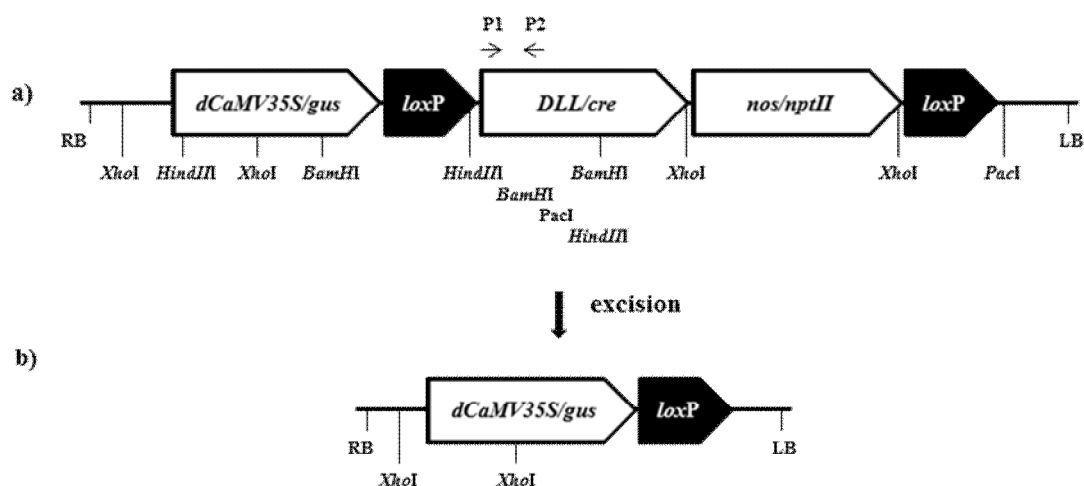 P1 P2
a) dCaMV35S/gus loxP DLL/cre nos/nptII loxP
RB LB
XhoI HindIII XhoI BamHI HindIII BamHI XhoI XhoI PacI
BamHI
PacI
HindIII
excision
b)
dCaMV35S/gus loxP
RB LB
XhoI XhoI